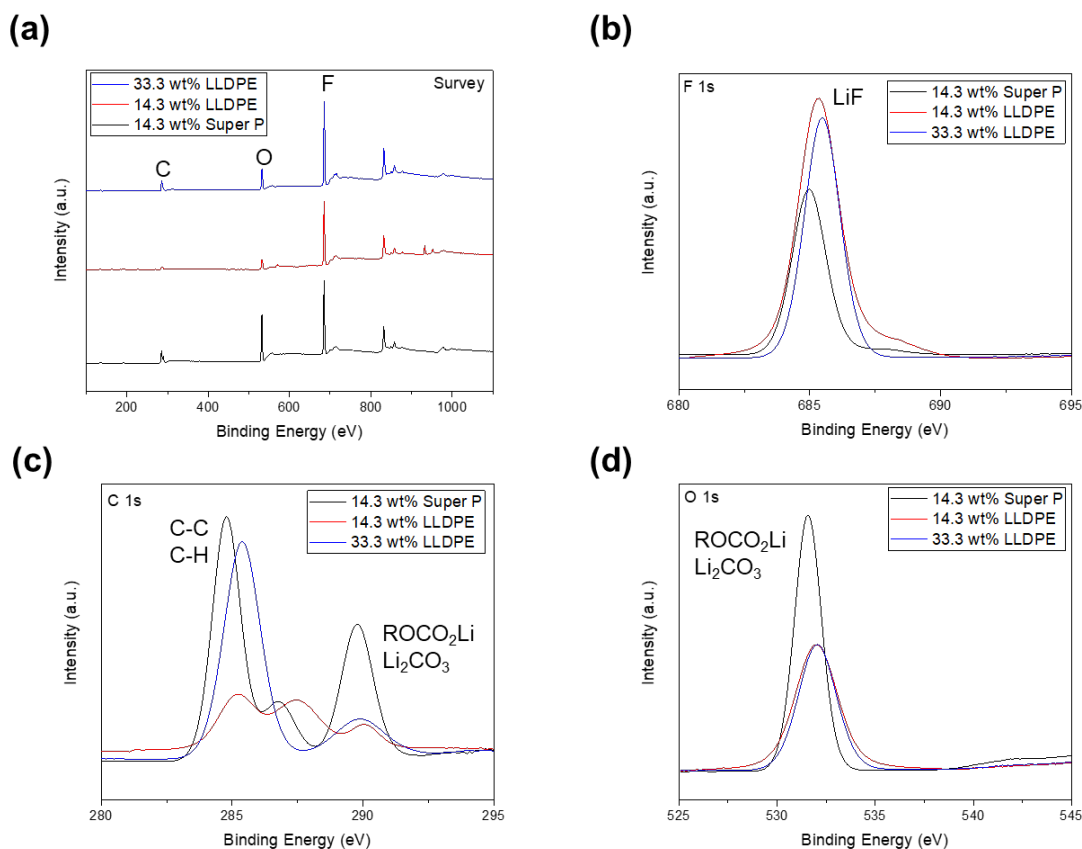 (a)
33.3 wt% LLDPE
14.3 wt% LLDPE
14.3 wt% Super P
Survey
C
O
F
Intensity (a.u.)
200
400
600
800
1000
Binding Energy (eV)
(b)
F 1s
LiF
14.3 wt% Super P
14.3 wt% LLDPE
33.3 wt% LLDPE
Intensity (a.u.)
680
685
690
695
Binding Energy (eV)
(c)
C 1s
C-C
C-H
14.3 wt% Super P
14.3 wt% LLDPE
33.3 wt% LLDPE
ROCO₂Li
Li₂CO₃
Intensity (a.u.)
280
285
290
295
Binding Energy (eV)
(d)
O 1s
ROCO₂Li
Li₂CO₃
14.3 wt% Super P
14.3 wt% LLDPE
33.3 wt% LLDPE
Intensity (a.u.)
525
530
535
540
545
Binding Energy (eV)